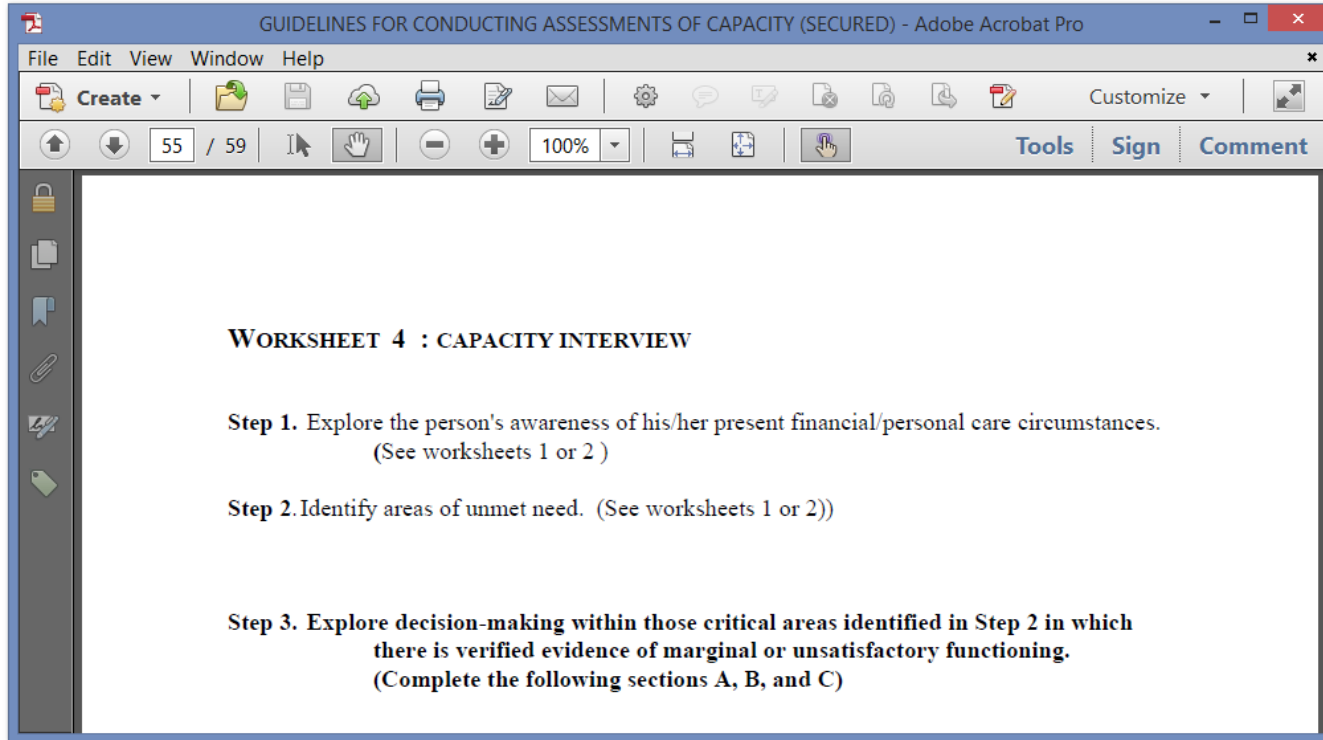 GUIDELINES FOR CONDUCTING ASSESSMENTS OF CAPACITY (SECURED) - Adobe Acrobat Pro
File Edit View Window Help
Create Customize
55 / 59 100% Tools Sign Comment
WORKSHEET 4 : CAPACITY INTERVIEW
Step 1. Explore the person's awareness of his/her present financial/personal care circumstances.
(See worksheets 1 or 2 )
Step 2. Identify areas of unmet need. (See worksheets 1 or 2))
Step 3. Explore decision-making within those critical areas identified in Step 2 in which
there is verified evidence of marginal or unsatisfactory functioning.
(Complete the following sections A, B, and C)